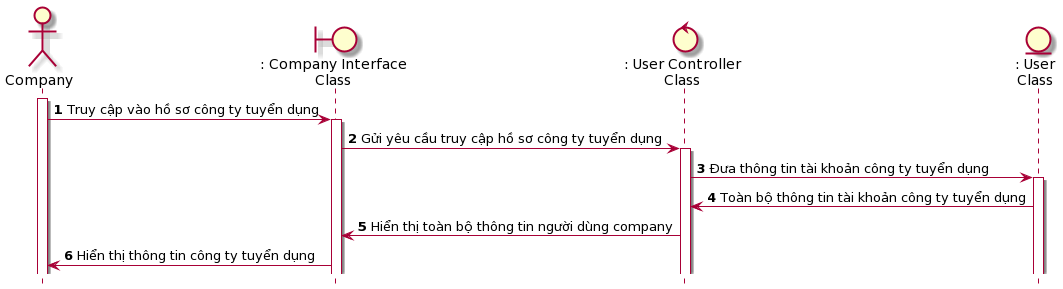 Company
: Company Interface
Class
: User Controller
Class
: User
Class
1 Truy cập vào hồ sơ công ty tuyển dụng
2 Gửi yêu cầu truy cập hồ sơ công ty tuyển dụng
3 Đưa thông tin tài khoản công ty tuyển dụng
4 Toàn bộ thông tin tài khoản công ty tuyển dụng
5 Hiển thị toàn bộ thông tin người dùng company
6 Hiển thị thông tin công ty tuyển dụng